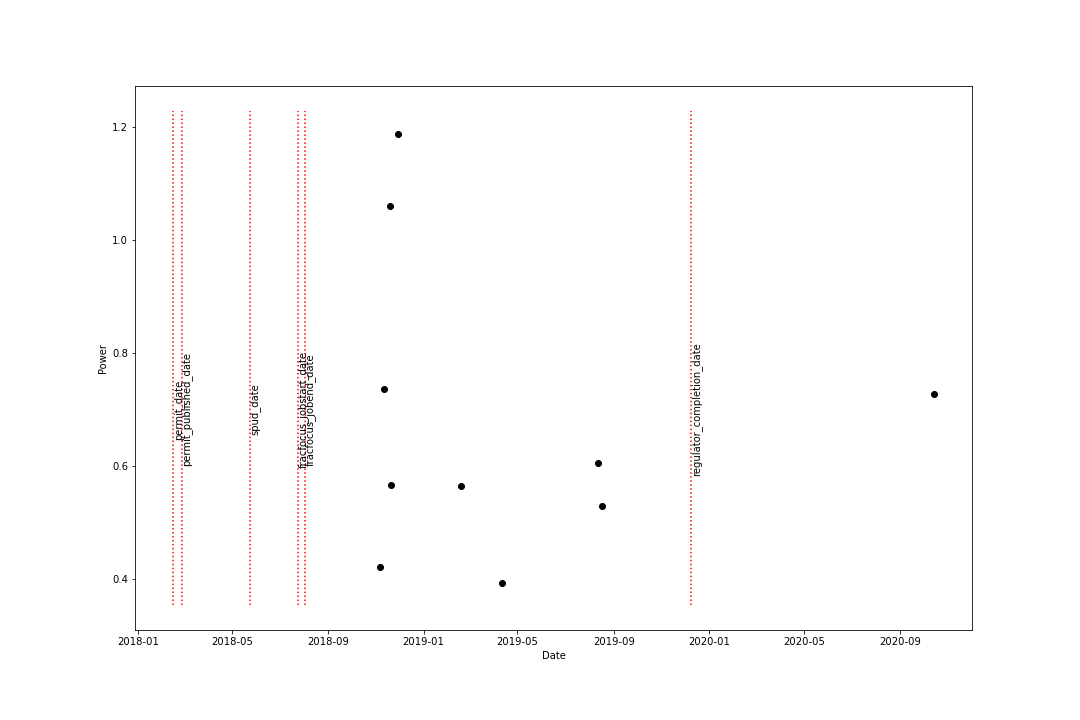 1.2
1.0
0.8
0.6
0.4
Power
permit_date
permit_published_date
spud_date
fracfocus_jobstart_date
fracfocus_jobend_date
regulator_completion_date
2018-01
2018-05
2018-09
2019-01
2019-05
2019-09
2020-01
2020-05
2020-09
Date